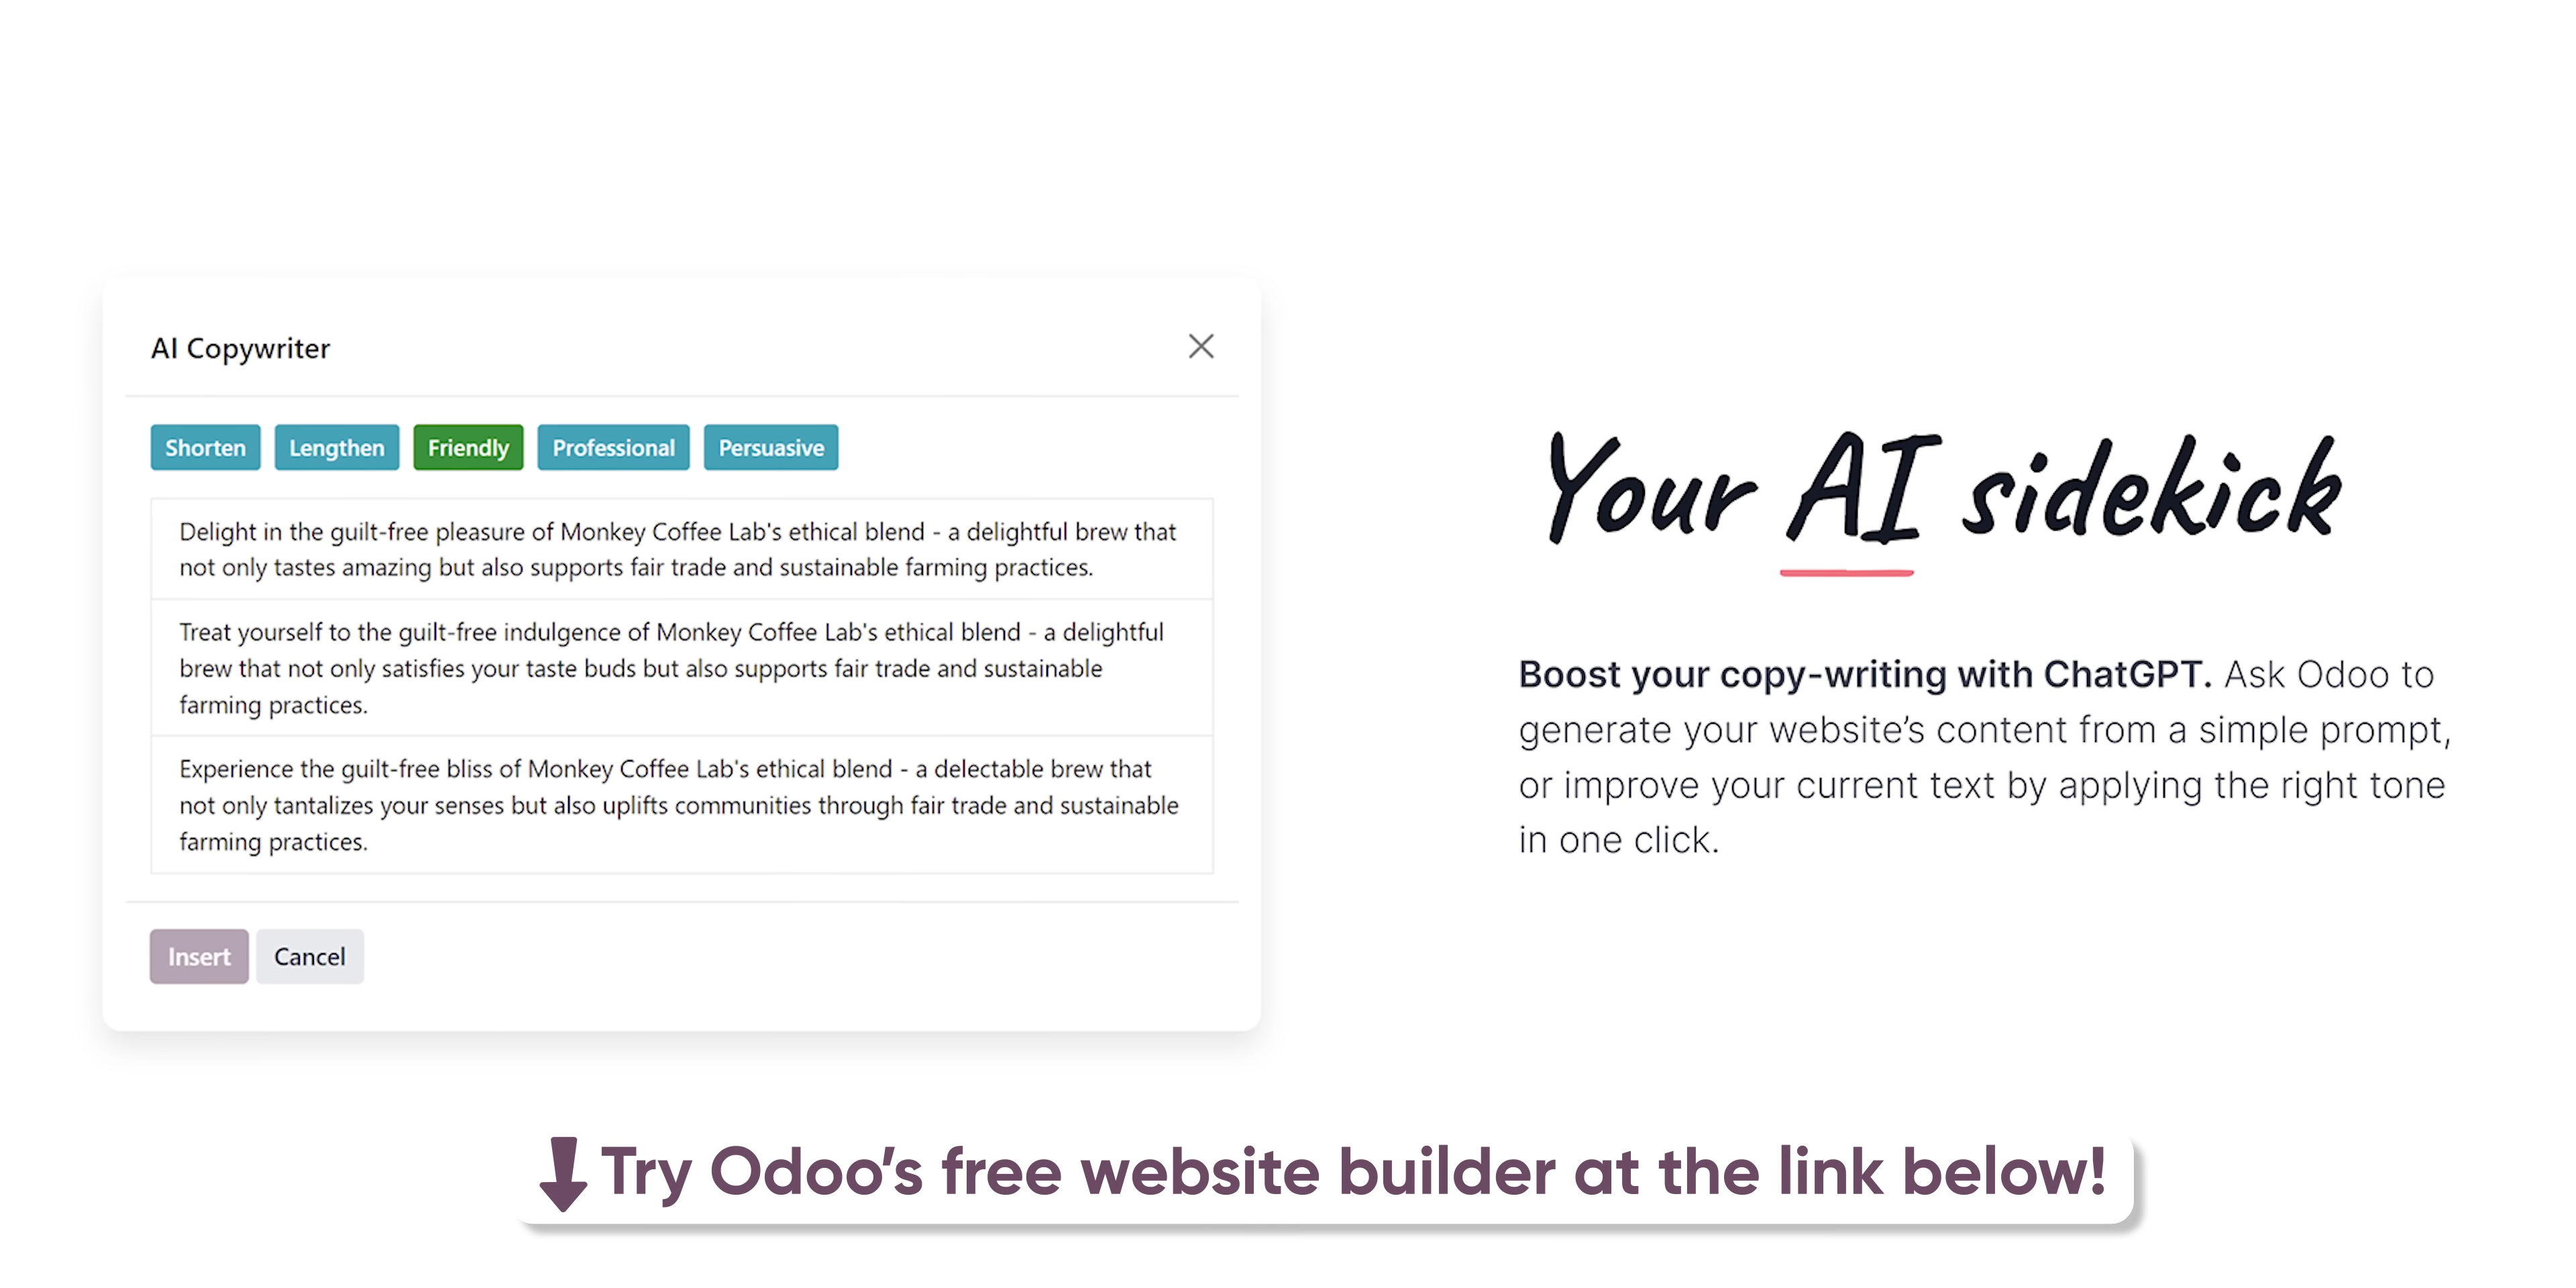 AI Copywriter
Shorten Lengthen Friendly Professional Persuasive
Delight in the guilt-free pleasure of Monkey Coffee Lab's ethical blend - a delightful brew that
not only tastes amazing but also supports fair trade and sustainable farming practices.
Treat yourself to the guilt-free indulgence of Monkey Coffee Lab's ethical blend - a delightful
brew that not only satisfies your taste buds but also supports fair trade and sustainable
farming practices.
Experience the guilt-free bliss of Monkey Coffee Lab's ethical blend - a delectable brew that
not only tantalizes your senses but also uplifts communities through fair trade and sustainable
farming practices.
Insert Cancel
Your AI sidekick
Boost your copy-writing with ChatGPT. Ask Odoo to
generate your website’s content from a simple prompt,
or improve your current text by applying the right tone
in one click.
Try Odoo’s free website builder at the link below!